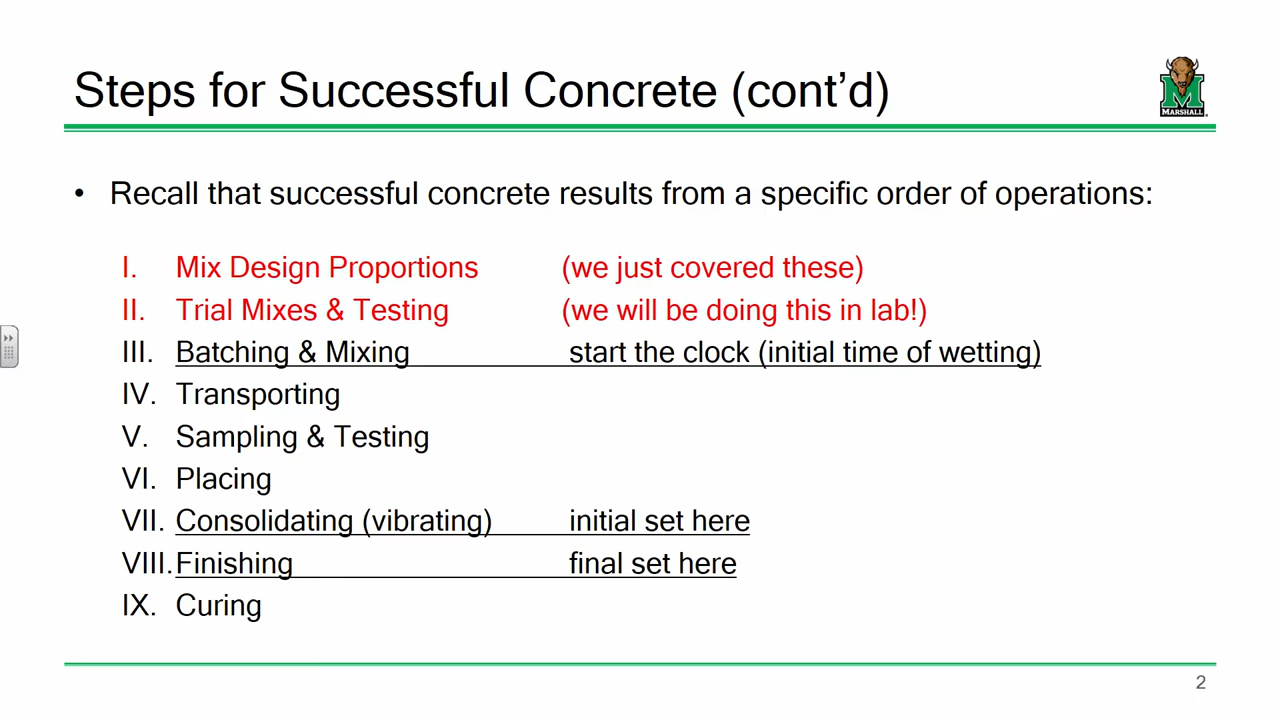 Steps for Successful Concrete (cont'd)
MARSHALL
• Recall that successful concrete results from a specific order of operations:
I. Mix Design Proportions (we just covered these)
II. Trial Mixes & Testing (we will be doing this in lab!)
III. Batching & Mixing start the clock (initial time of wetting)
IV. Transporting
V. Sampling & Testing
VI. Placing
VII. Consolidating (vibrating) initial set here
VIII. Finishing final set here
IX. Curing
2